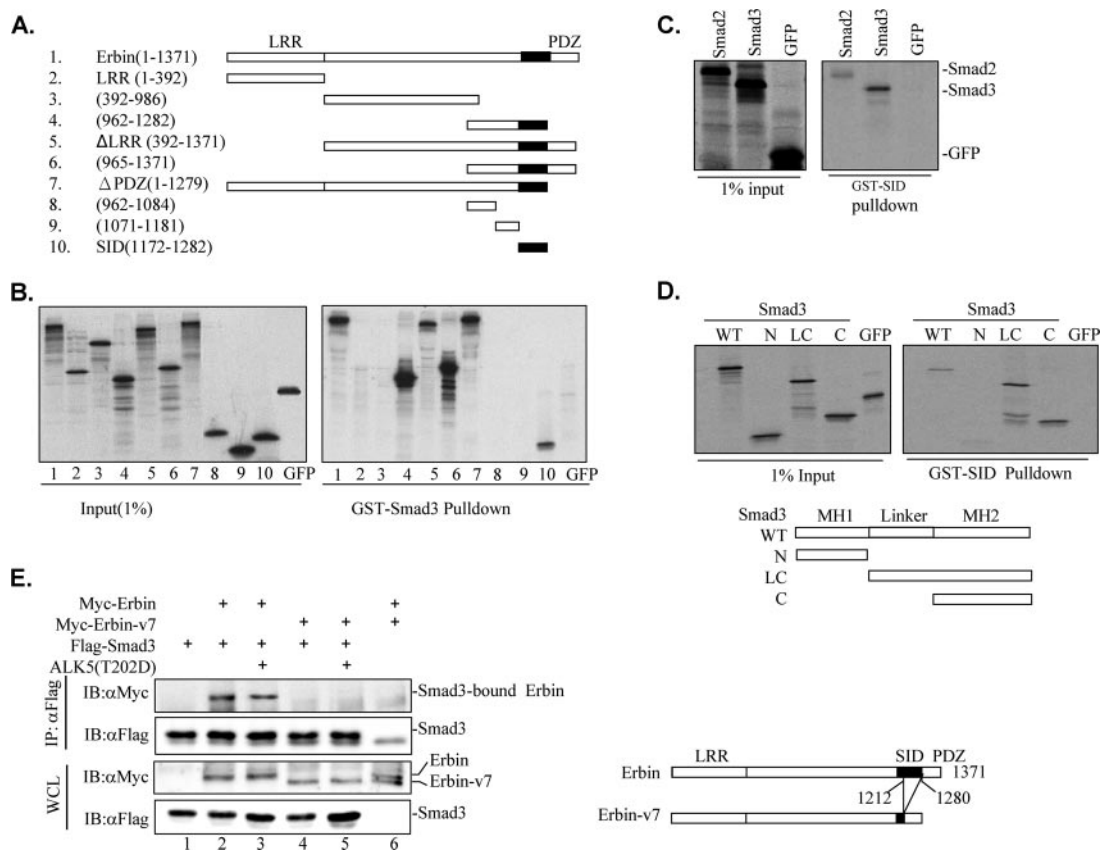 A.
LRR PDZ
1. Erbin(1-1371)
2. LRR (1-392)
3. (392-986)
4. (962-1282)
5. ΔLRR (392-1371)
6. (965-1371)
7. △PDZ(1-1279)
8. (962-1084)
9. (1071-1181)
10. SID(1172-1282)
B.
1 2 3 4 5 6 7 8 9 10 GFP
Input(1%)
1 2 3 4 5 6 7 8 9 10 GFP
GST-Smad3 Pulldown
C.
Smad2 Smad3 GFP
Smad2 Smad3 GFP
-Smad2
-Smad3
-GFP
1% input
GST-SID
pulldown
D.
Smad3
WT N LC C GFP
1% Input
Smad3
WT N LC C GFP
GST-SID Pulldown
Smad3 MH1 Linker MH2
WT
N
LC
C
E.
Myc-Erbin + + +
Myc-Erbin-v7 + + +
Flag-Smad3 + + + + +
ALK5(T202D) + +
IP: αFlag
IB:αMyc -Smad3-bound Erbin
IB:αFlag -Smad3
WCL
IB:αMyc Erbin
Erbin-v7
IB:αFlag -Smad3
1 2 3 4 5 6
LRR SID PDZ
Erbin 1371
1212 1280
Erbin-v7